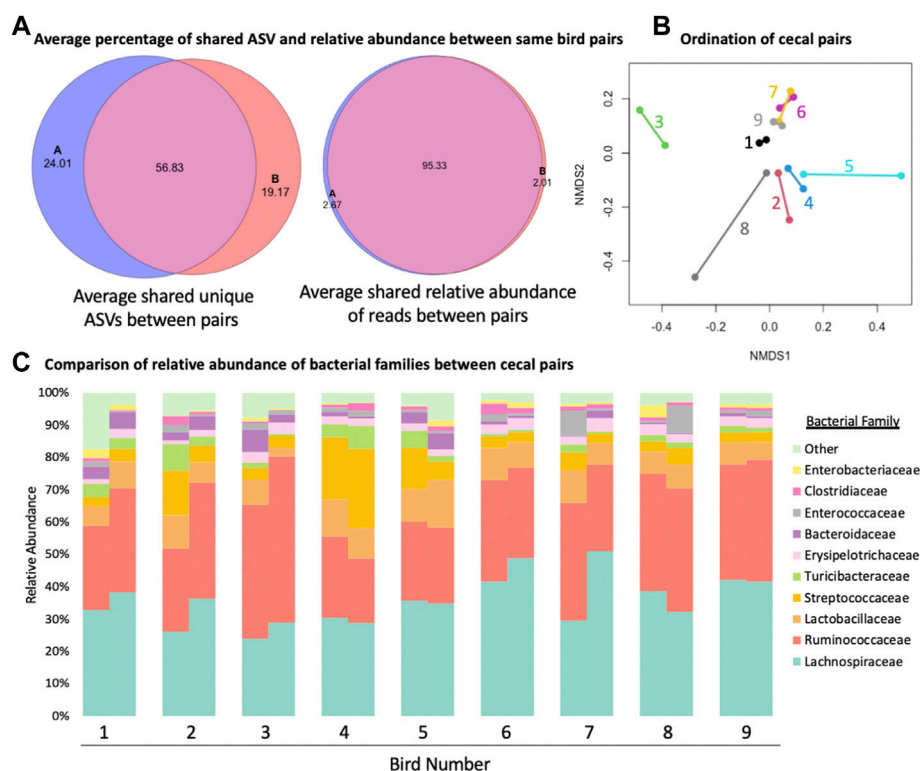 A Average percentage of shared ASV and relative abundance between same bird pairs
A
24.01
56.83
B
19.17
Average shared unique
ASVs between pairs
A
2.67
95.33
B
2.01
Average shared relative abundance
of reads between pairs
B Ordination of cecal pairs
NMDS2
0.2
0.0
-0.2
-0.4
3
7
6
9
1
5
4
2
8
-0.4 -0.2 0.0 0.2 0.4
NMDS1
C Comparison of relative abundance of bacterial families between cecal pairs
Relative Abundance
100%
90%
80%
70%
60%
50%
40%
30%
20%
10%
0%
1 2 3 4 5 6 7 8 9
Bird Number
Bacterial Family
Other
Enterobacteriaceae
Clostridiaceae
Enterococcaceae
Bacteroidaceae
Erysipelotrichaceae
Turicibacteraceae
Streptococcaceae
Lactobacillaceae
Ruminococcaceae
Lachnospiraceae